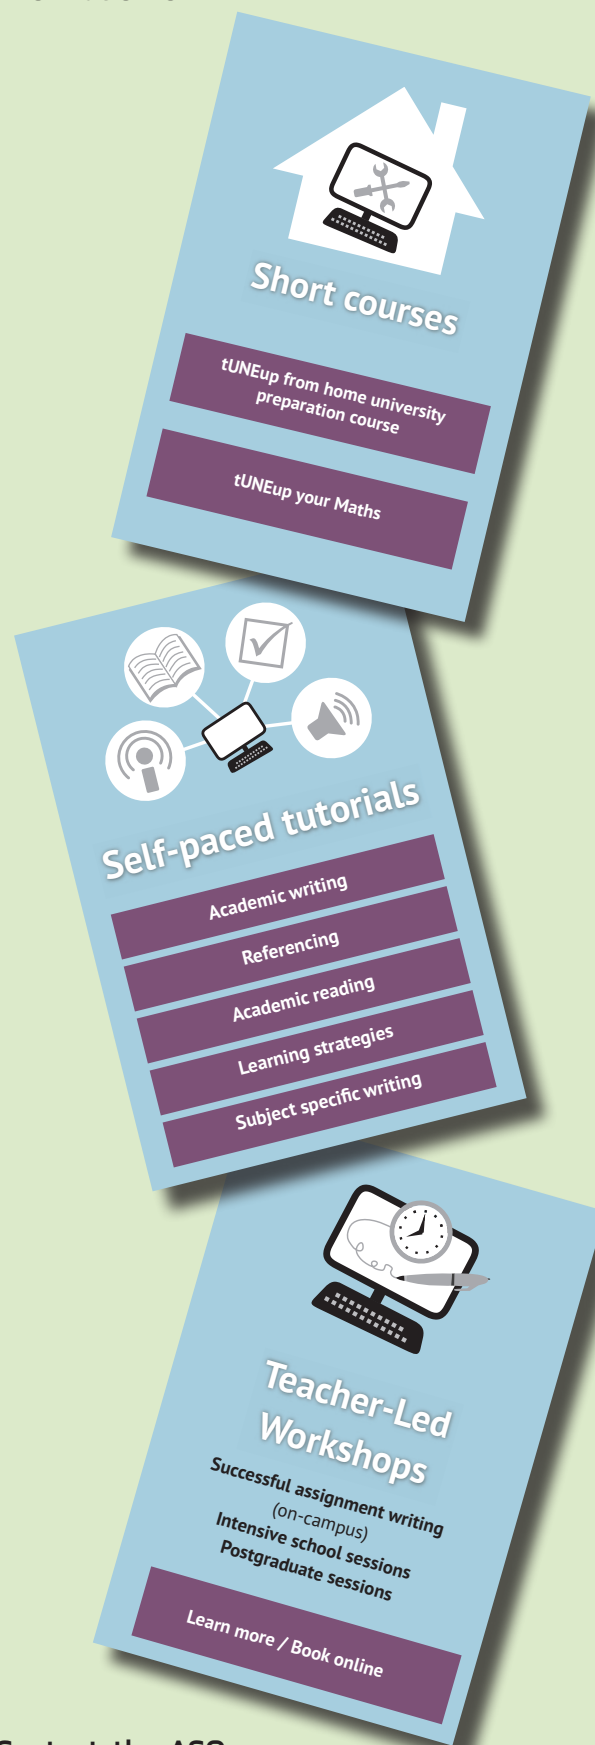 Short courses
tUNEup from home university
preparation course
tUNEup your Maths
Self-paced tutorials
Academic writing
Referencing
Academic reading
Learning strategies
Subject specific writing
Teacher-Led
Workshops
Successful assignment writing
(on-campus)
Intensive school sessions
Postgraduate sessions
Learn more / Book online